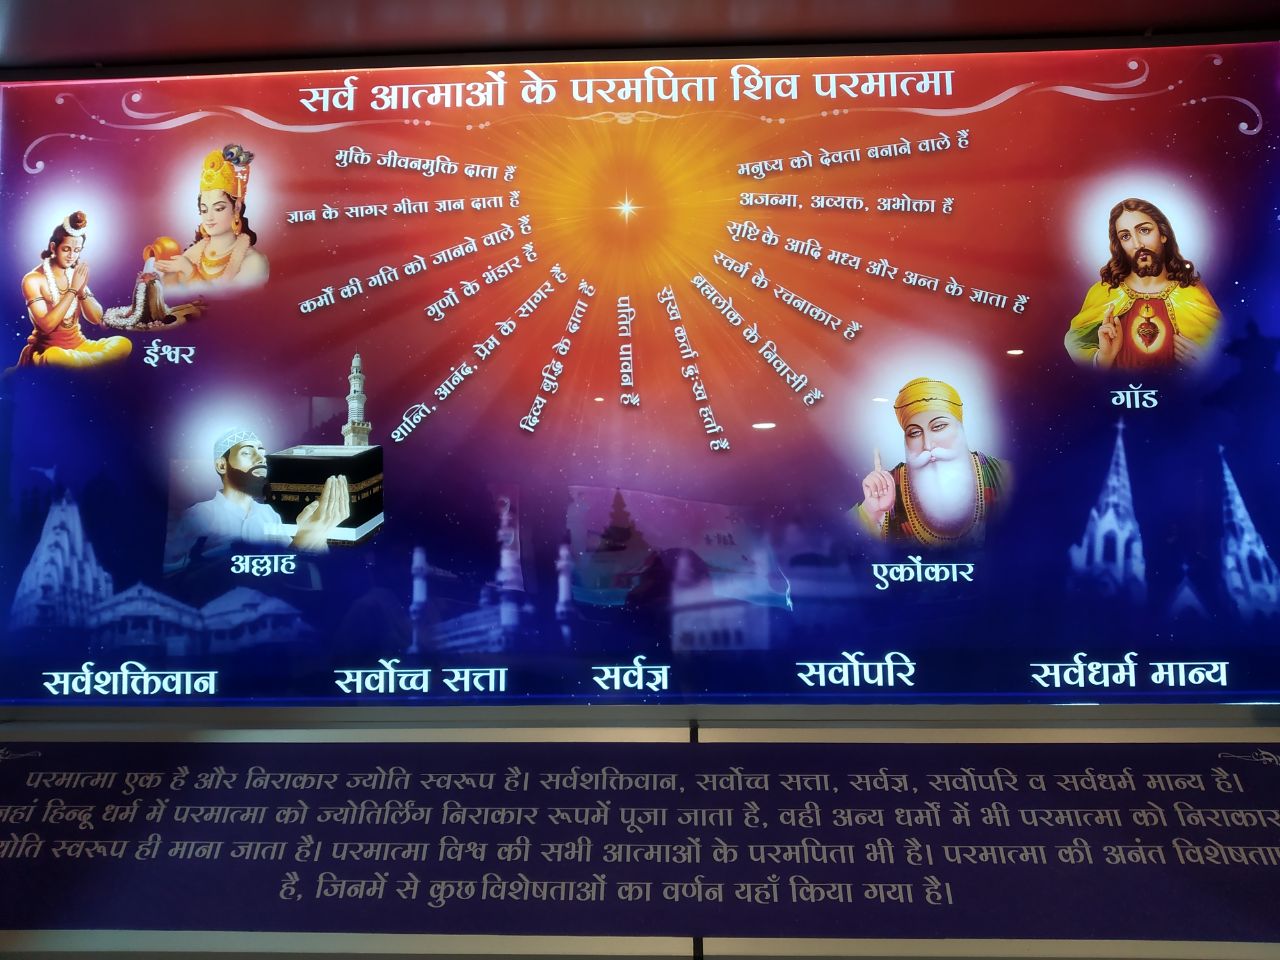 सर्व आत्माओं के परमपिता शिव परमात्मा
मुक्ति जीवनमुक्ति दाता हैं
ज्ञान के सागर गीता ज्ञान दाता हैं
कर्मों की गति को जानने वाले हैं
गुणों के भंडार हैं
शान्ति, आनंद, प्रेम के सागर हैं
दिव्य बुद्धि के दाता हैं
पतित पावन हैं
सुख कर्ता दुःख हर्ता हैं
ब्रह्मलोक के निवासी हैं
स्वर्ग के रचनाकार हैं
सृष्टि के आदि मध्य और अन्त के ज्ञाता हैं
अजन्मा, अव्यक्त, अभोक्ता हैं
मनुष्य को देवता बनाने वाले हैं
ईश्वर
गॉड
अल्लाह
एकोंकार
सर्वशक्तिवान
सर्वोच्च सत्ता
सर्वज्ञ
सर्वोपरि
सर्वधर्म मान्य
परमात्मा एक है और निराकार ज्योति स्वरूप है। सर्वशक्तिवान, सर्वोच्च सत्ता, सर्वज्ञ, सर्वोपरि व सर्वधर्म मान्य है।
जहां हिन्दू धर्म में परमात्मा को ज्योतिर्लिंग निराकार रूपमें पूजा जाता है, वही अन्य धर्मों में भी परमात्मा को निराकार
ज्योति स्वरूप ही माना जाता है। परमात्मा विश्व की सभी आत्माओं के परमपिता भी है। परमात्मा की अनंत विशेषता
है, जिनमें से कुछ विशेषताओं का वर्णन यहाँ किया गया है।